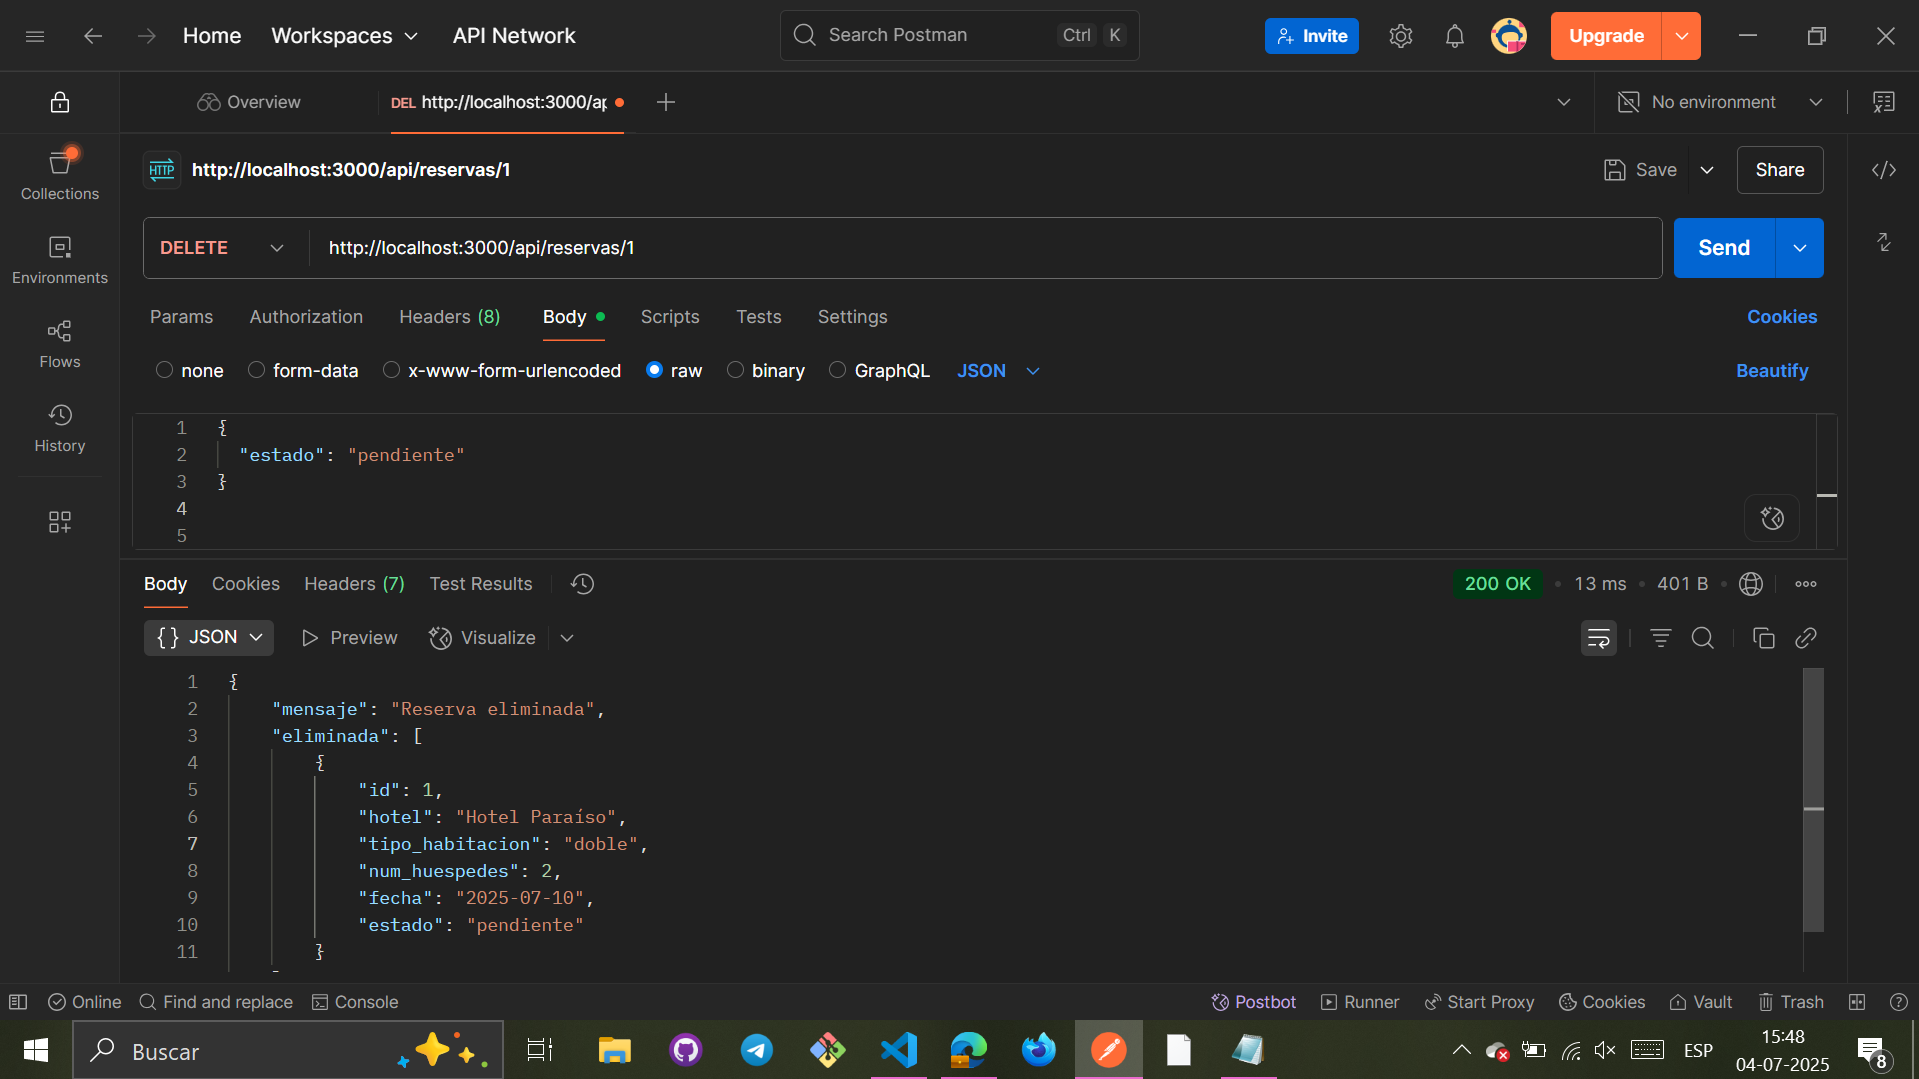 Home Workspaces API Network Search Postman Ctrl K Invite Upgrade
Overview DEL http://localhost:3000/ap No environment
HTTP http://localhost:3000/api/reservas/1 Save Share
Collections
DELETE http://localhost:3000/api/reservas/1 Send
Environments
Params Authorization Headers (8) Body Scripts Tests Settings Cookies
Flows
none form-data x-www-form-urlencoded raw binary GraphQL JSON Beautify
History
1 {
2 "estado": "pendiente"
3 }
4
5
Body Cookies Headers (7) Test Results 200 OK • 13 ms • 401 B •
{} JSON Preview Visualize
1 {
2 "mensaje": "Reserva eliminada",
3 "eliminada": [
4 {
5 "id": 1,
6 "hotel": "Hotel Paraíso",
7 "tipo_habitacion": "doble",
8 "num_huespedes": 2,
9 "fecha": "2025-07-10",
10 "estado": "pendiente"
11 }
Online Find and replace Console Postbot Runner Start Proxy Cookies Vault Trash
Buscar ESP 15:48
04-07-2025 8